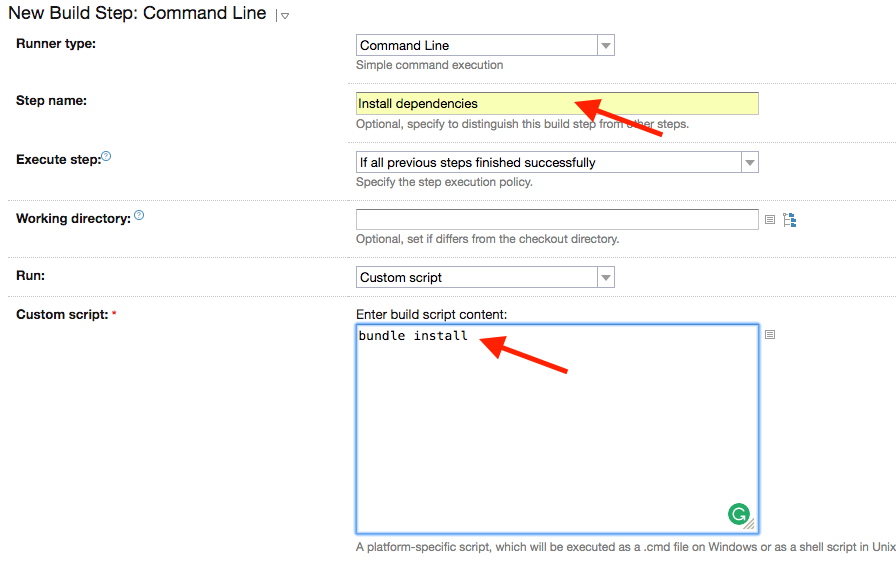 New Build Step: Command Line
Runner type:
Command Line
Simple command execution
Step name:
Install dependencies
Optional, specify to distinguish this build step from other steps.
Execute step:
If all previous steps finished successfully
Specify the step execution policy.
Working directory:
Optional, set if differs from the checkout directory.
Run:
Custom script
Custom script: *
Enter build script content:
bundle install
A platform-specific script, which will be executed as a .cmd file on Windows or as a shell script in Unix